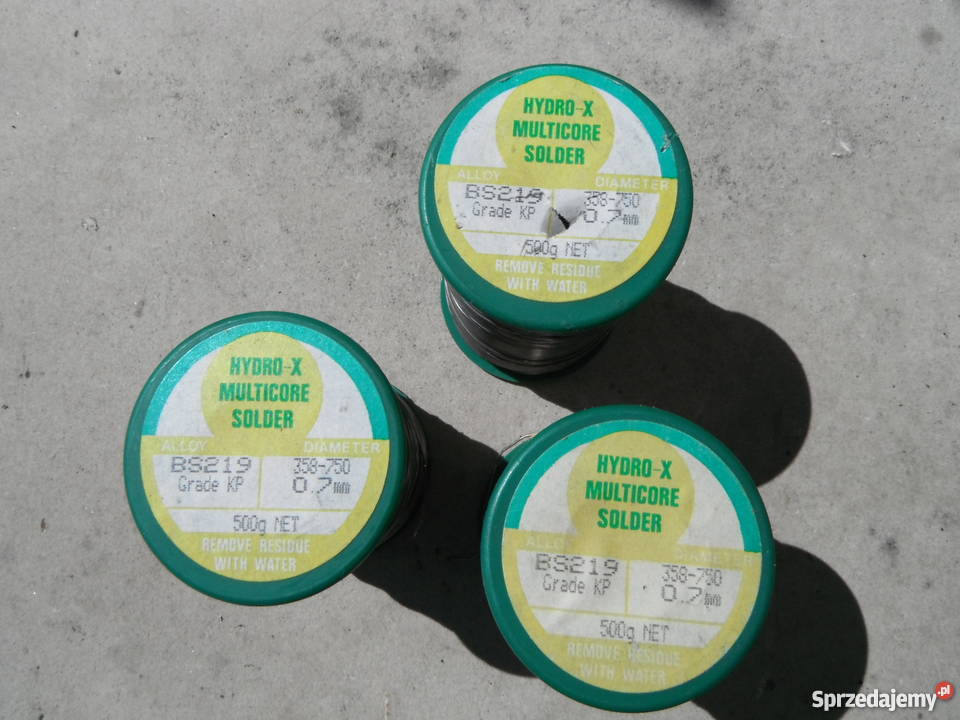 HYDRO-X
MULTICORE
SOLDER
ALLOY DIAMETER
BS219 358-750
Grade KP 0.7mm
500g NET
REMOVE RESIDUE
WITH WATER
HYDRO-X
MULTICORE
SOLDER
ALLOY DIAMETER
BS219 358-750
Grade KP 0.7mm
500g NET
REMOVE RESIDUE
WITH WATER
HYDRO-X
MULTICORE
SOLDER
ALLOY DIAMETER
BS219 358-750
Grade KP 0.7mm
500g NET
REMOVE RESIDUE
WITH WATER
Sprzedajemy.pl